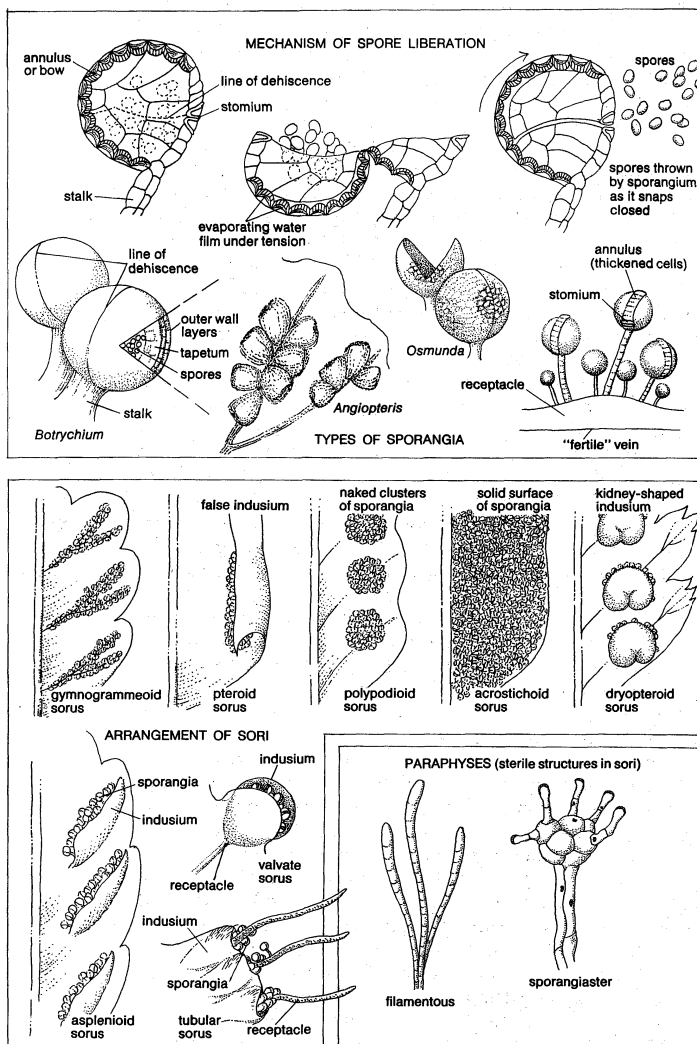 MECHANISM OF SPORE LIBERATION
annulus
or bow
line of dehiscence
stomium
stalk
evaporating water
film under tension
spores
spores thrown
by sporangium
as it snaps
closed
line of
dehiscence
outer wall
layers
tapetum
spores
stalk
Botrychium
Angiopteris
Osmunda
annulus
(thickened cells)
stomium
receptacle
"fertile" vein
TYPES OF SPORANGIA
gymnogrammeoid
sorus
false indusium
pteroid
sorus
naked clusters
of sporangia
polypodioid
sorus
solid surface
of sporangia
acrostichoid
sorus
kidney-shaped
indusium
dryopteroid
sorus
ARRANGEMENT OF SORI
sporangia
indusium
asplenioid
sorus
indusium
receptacle
valvate
sorus
indusium
sporangia
tubular
sorus
receptacle
PARAPHYSES (sterile structures in sori)
filamentous
sporangiaster